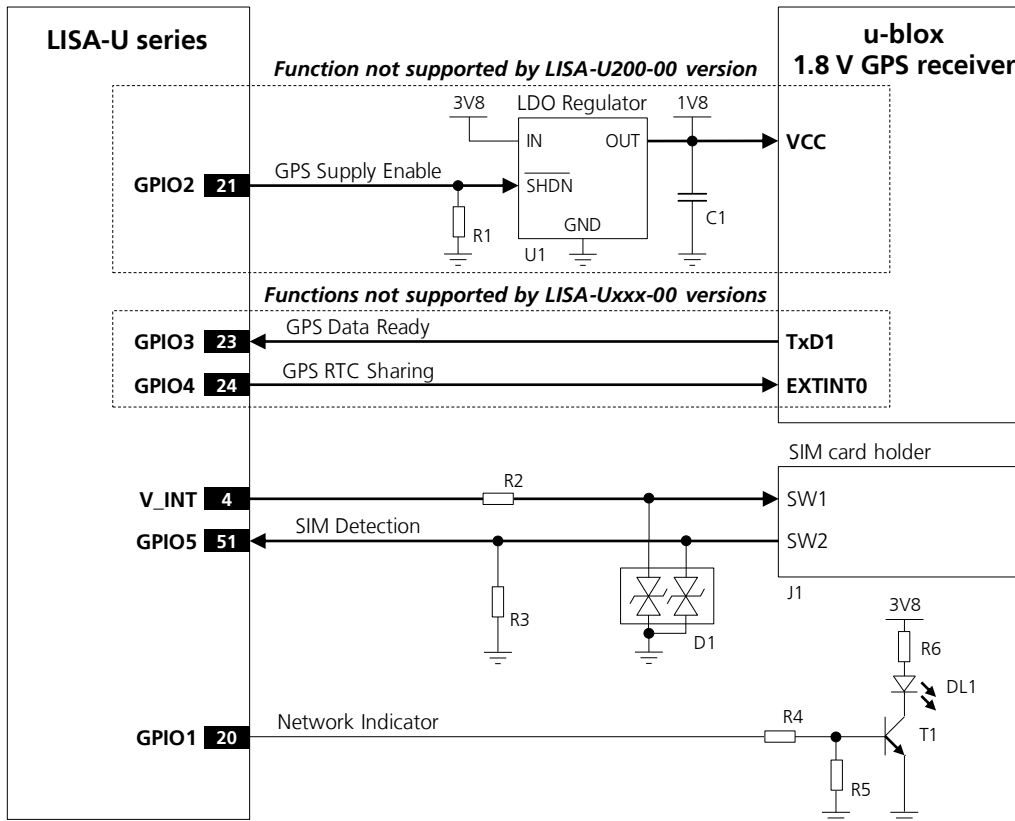 LISA-U series
u-blox
1.8 V GPS receiver
Function not supported by LISA-U200-00 version
3V8
LDO Regulator
1V8
IN
OUT
VCC
GPIO2 21
GPS Supply Enable
SHDN
R1
GND
U1
C1
Functions not supported by LISA-Uxxx-00 versions
GPIO3 23
GPS Data Ready
TxD1
GPIO4 24
GPS RTC Sharing
EXTINT0
SIM card holder
V_INT 4
R2
SW1
GPIO5 51
SIM Detection
SW2
R3
D1
J1
3V8
R6
DL1
GPIO1 20
Network Indicator
R4
T1
R5